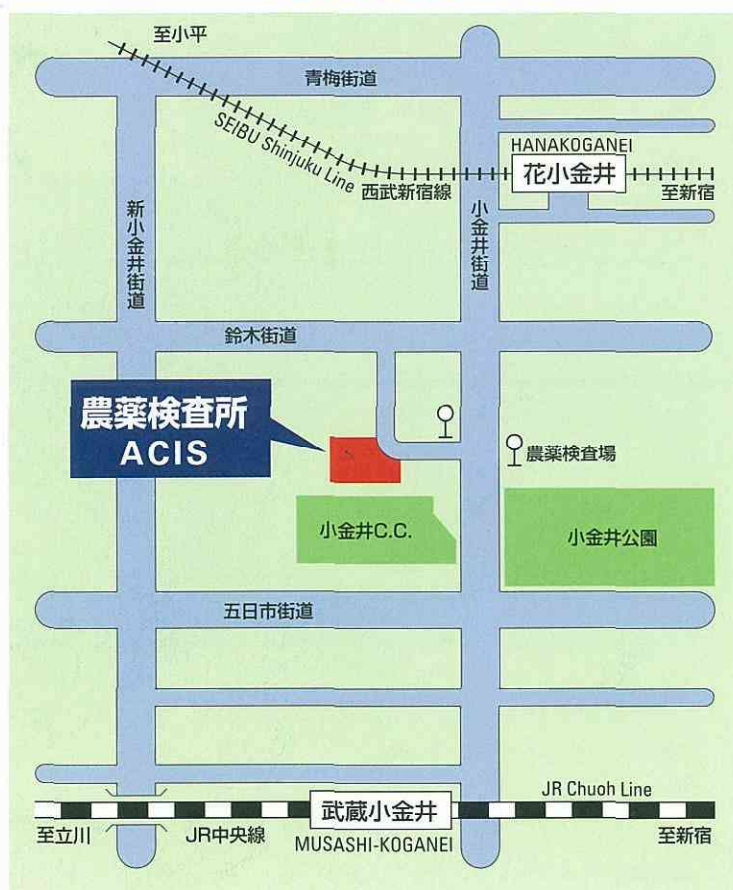 至小平
青梅街道
SEIBU Shinjuku Line
HANAKOGANEI
花小金井
西武新宿線
至新宿
新小金井街道
小金井街道
鈴木街道
農薬検査所
ACIS
農薬検査場
小金井C.C.
小金井公園
五日市街道
JR Chuoh Line
武蔵小金井
至立川
JR中央線
MUSASHI-KOGANEI
至新宿